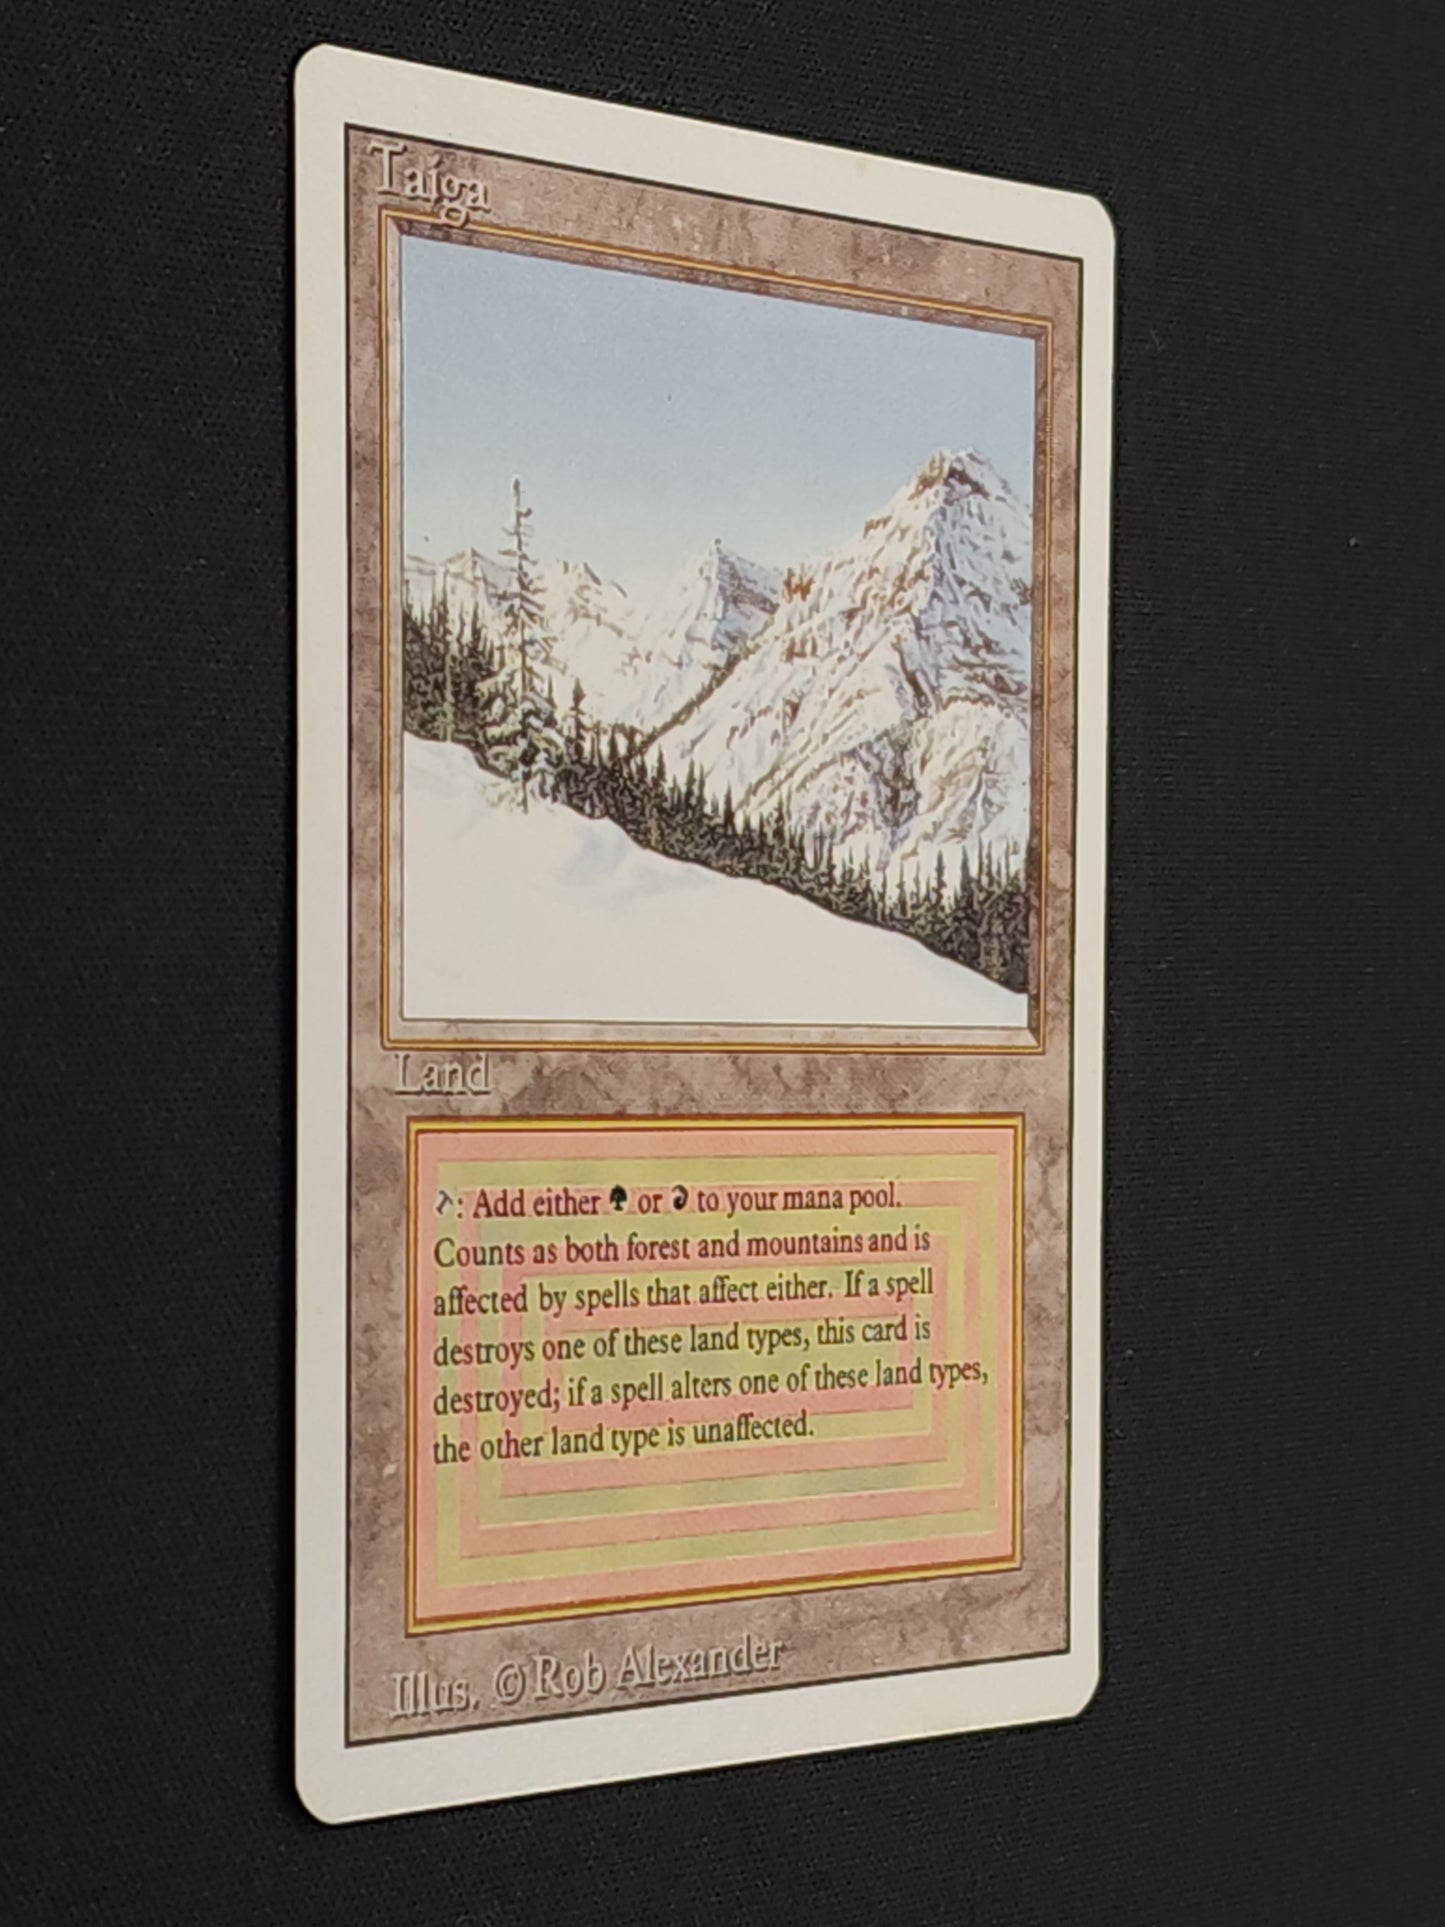 Taiga
Land
: Add either or to your mana pool.
Counts as both forest and mountains and is
affected by spells that affect either. If a spell
destroys one of these land types, this card is
destroyed; if a spell alters one of these land types,
the other land type is unaffected.
Illus. © Rob Alexander